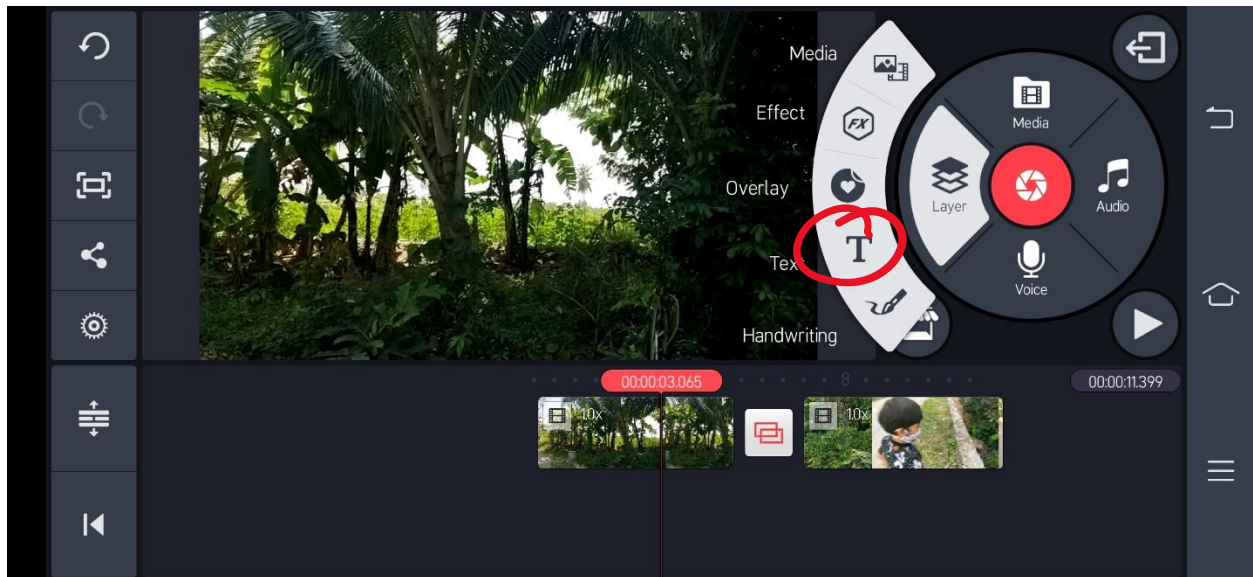 Media
Effect
Overlay
Text
Handwriting
Media
Layer
Audio
Voice
FX
T
00:00:03.065
8
00:00:11.399
1.0x
1.0x